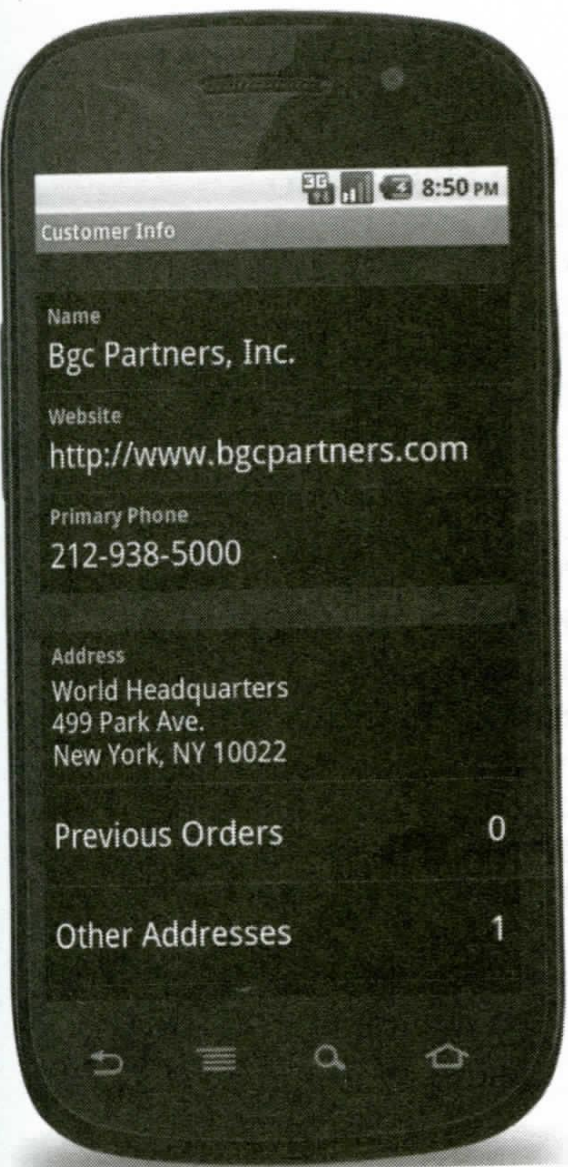 3G 8:50 PM
Customer Info
Name
Bgc Partners, Inc.
Website
http://www.bgcpartners.com
Primary Phone
212-938-5000
Address
World Headquarters
499 Park Ave.
New York, NY 10022
Previous Orders 0
Other Addresses 1